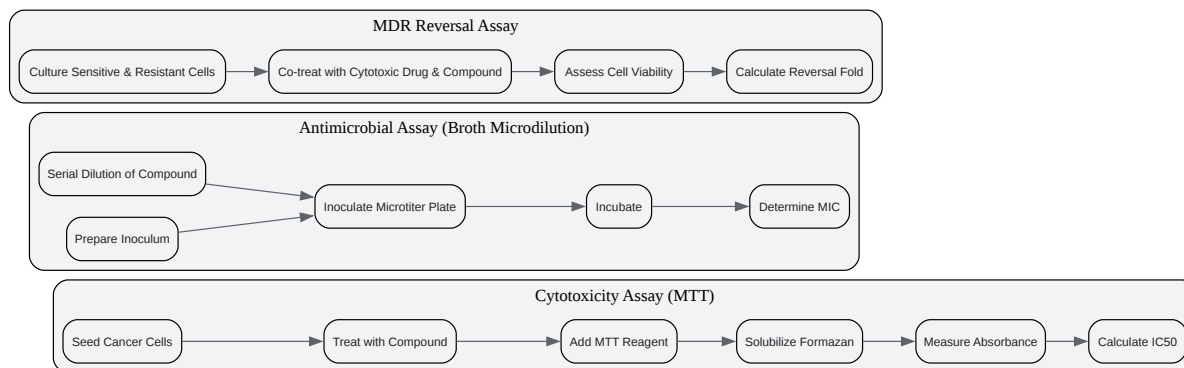 MDR Reversal Assay
Culture Sensitive & Resistant Cells
Co-treat with Cytotoxic Drug & Compound
Assess Cell Viability
Calculate Reversal Fold
Antimicrobial Assay (Broth Microdilution)
Serial Dilution of Compound
Prepare Inoculum
Inoculate Microtiter Plate
Incubate
Determine MIC
Cytotoxicity Assay (MTT)
Seed Cancer Cells
Treat with Compound
Add MTT Reagent
Solubilize Formazan
Measure Absorbance
Calculate IC50